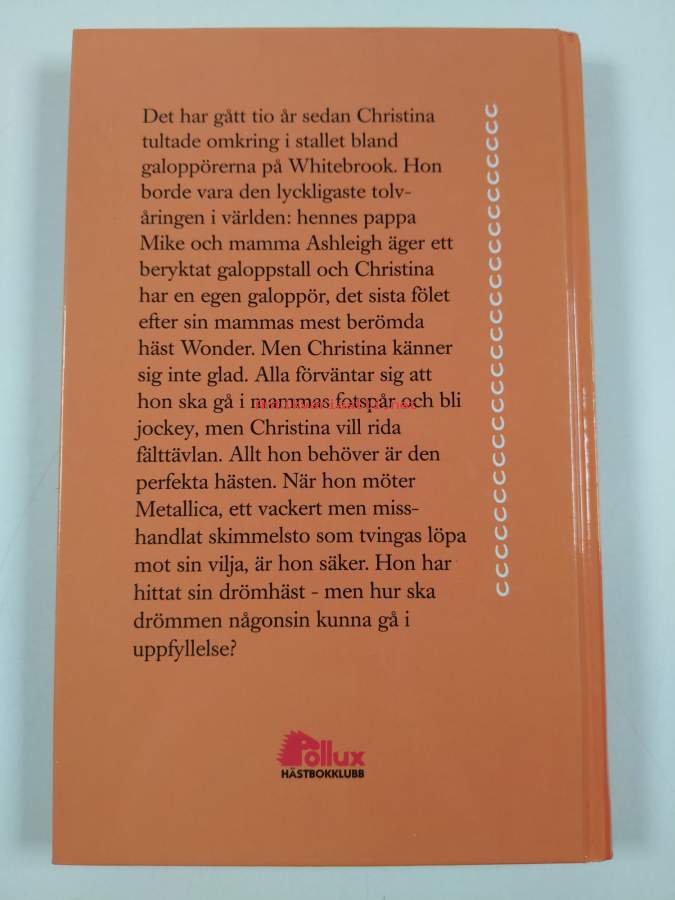 Det har gått tio år sedan Christina
tultade omkring i stallet bland
galoppörerna på Whitebrook. Hon
borde vara den lyckligaste tolv-
åringen i världen: hennes pappa
Mike och mamma Ashleigh äger ett
beryktat galoppstall och Christina
har en egen galoppör, det sista fölet
efter sin mammas mest berömda
häst Wonder. Men Christina känner
sig inte glad. Alla förväntar sig att
hon ska gå i mammas fotspår och bli
jockey, men Christina vill rida
fälttävlan. Allt hon behöver är den
perfekta hästen. När hon möter
Metallica, ett vackert men miss-
handlat skimmelsto som tvingas löpa
mot sin vilja, är hon säker. Hon har
hittat sin drömhäst - men hur ska
drömmen någonsin kunna gå i
uppfyllelse?
Pollux
HÄSTBOKKLUBB